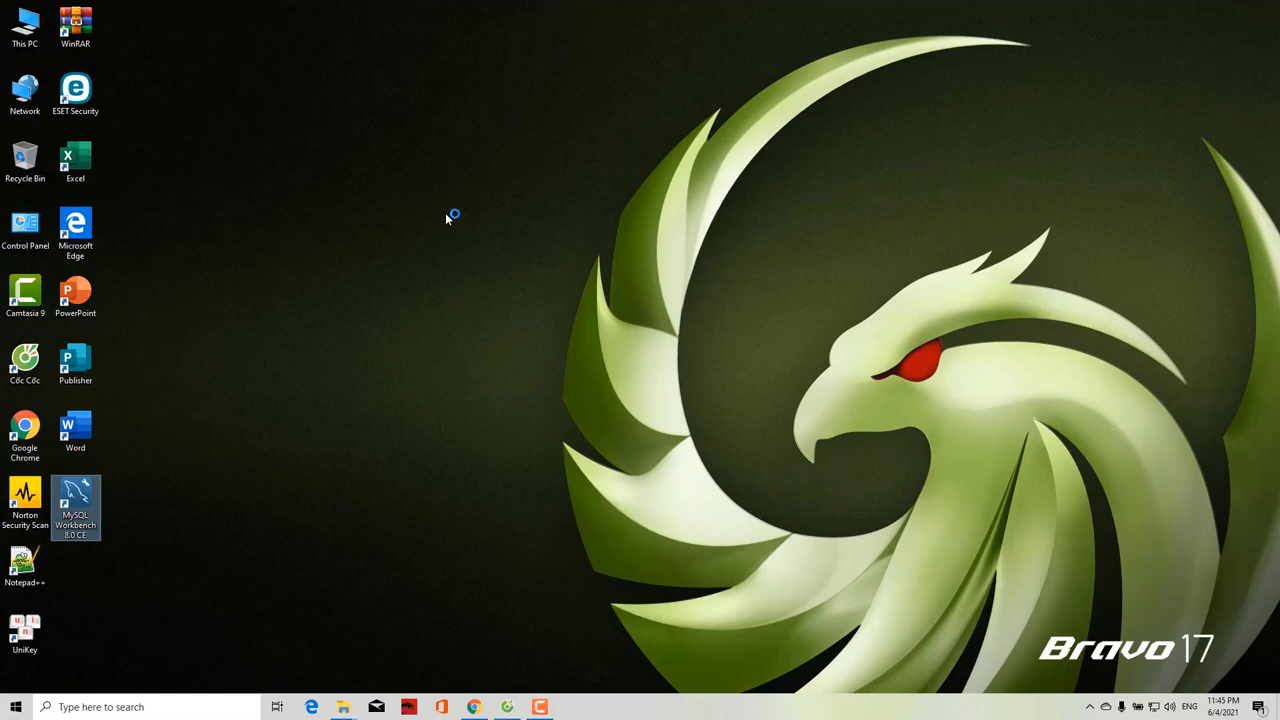 This PC
WinRAR
Network
ESET Security
Recycle Bin
Excel
Control Panel
Microsoft
Edge
Camtasia 9
PowerPoint
Cốc Cốc
Publisher
Google
Chrome
Word
Norton
Security Scan
MySQL
Workbench
8.0 CE
Notepad++
UniKey
Bravo 17
Type here to search
ENG
11:45 PM
6/4/2021